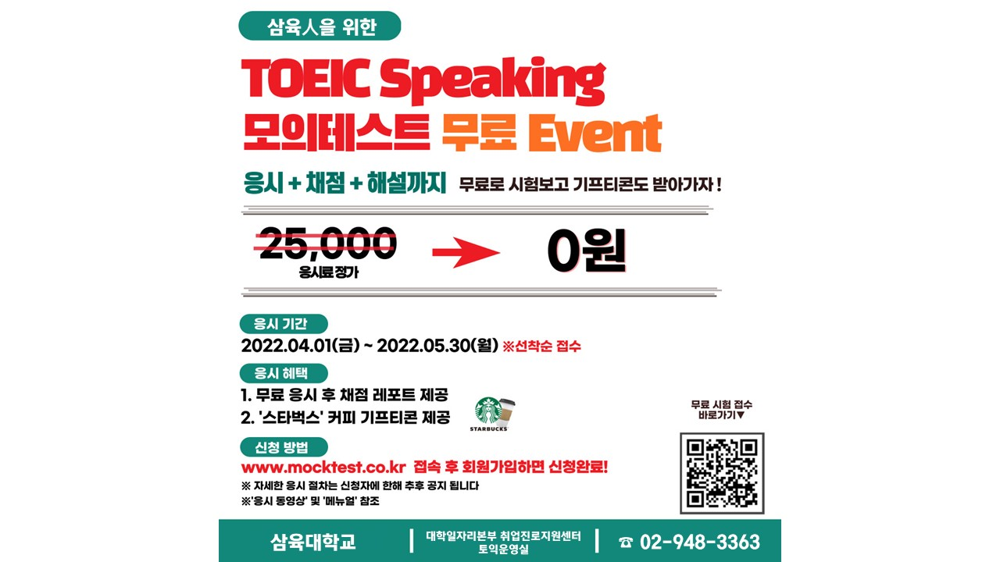 삼육人을 위한
TOEIC Speaking
모의테스트 무료 Event
응시 + 채점 + 해설까지 무료로 시험보고 기프티콘도 받아가자 !
25,000
응시료 정가
0원
응시 기간
2022.04.01(금) ~ 2022.05.30(월) ※선착순 접수
응시 혜택
1. 무료 응시 후 채점 레포트 제공
2. '스타벅스' 커피 기프티콘 제공
STARBUCKS
신청 방법
www.mocktest.co.kr 접속 후 회원가입하면 신청완료!
※ 자세한 응시 절차는 신청자에 한해 추후 공지 됩니다
※'응시 동영상' 및 '메뉴얼' 참조
무료 시험 접수
바로가기▼
삼육대학교
대학일자리본부 취업진로지원센터
토익운영실
☎ 02-948-3363